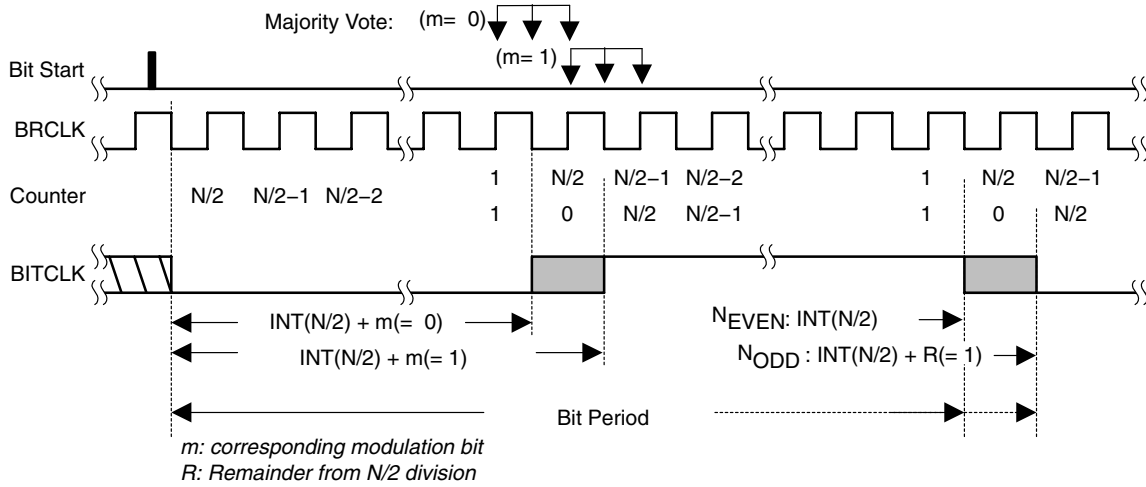 Majority Vote: (m= 0)
(m= 1)
Bit Start
BRCLK
Counter
N/2 N/2−1 N/2−2 1 N/2 N/2−1 N/2−2 1 N/2 N/2−1
1 0 N/2 N/2−1 1 0 N/2
BITCLK
INT(N/2) + m(= 0) NEVEN: INT(N/2)
INT(N/2) + m(= 1) NODD : INT(N/2) + R(= 1)
Bit Period
m: corresponding modulation bit
R: Remainder from N/2 division